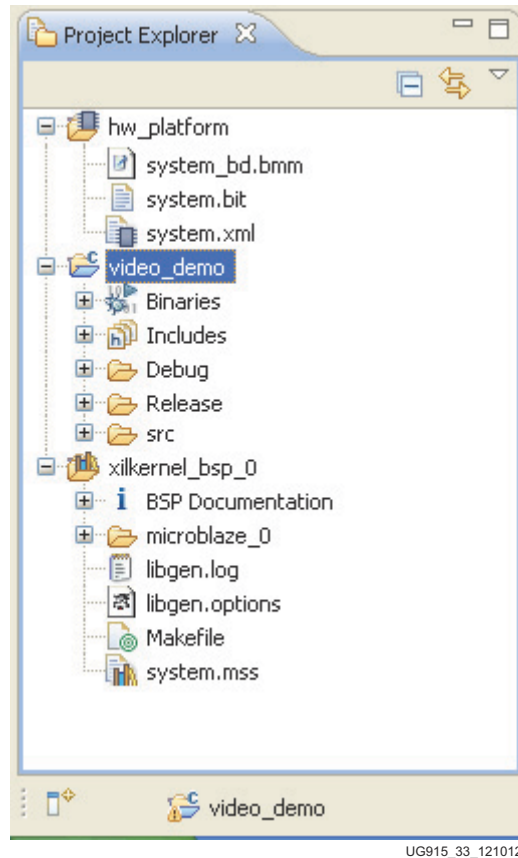 Project Explorer
hw_platform
system_bd.bmm
system.bit
system.xml
video_demo
Binaries
Includes
Debug
Release
src
xilkernel_bsp_0
BSP Documentation
microblaze_0
libgen.log
libgen.options
Makefile
system.mss
video_demo
UG915_33_121012